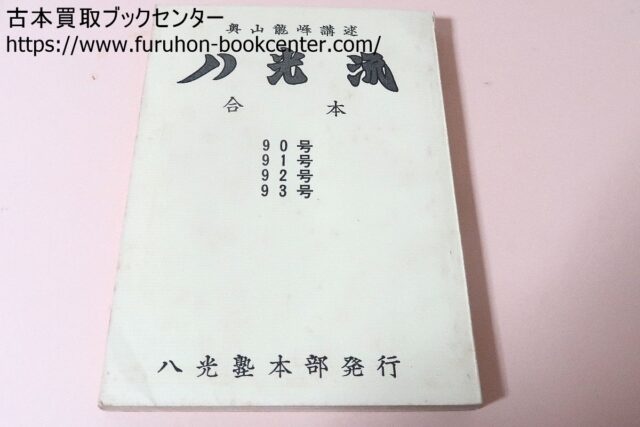 古本買取ブックセンター
https://www.furuhon-bookcenter.com/
奥山龍峰講述
八光流
合本
90号
91号
92号
93号
八光塾本部発行